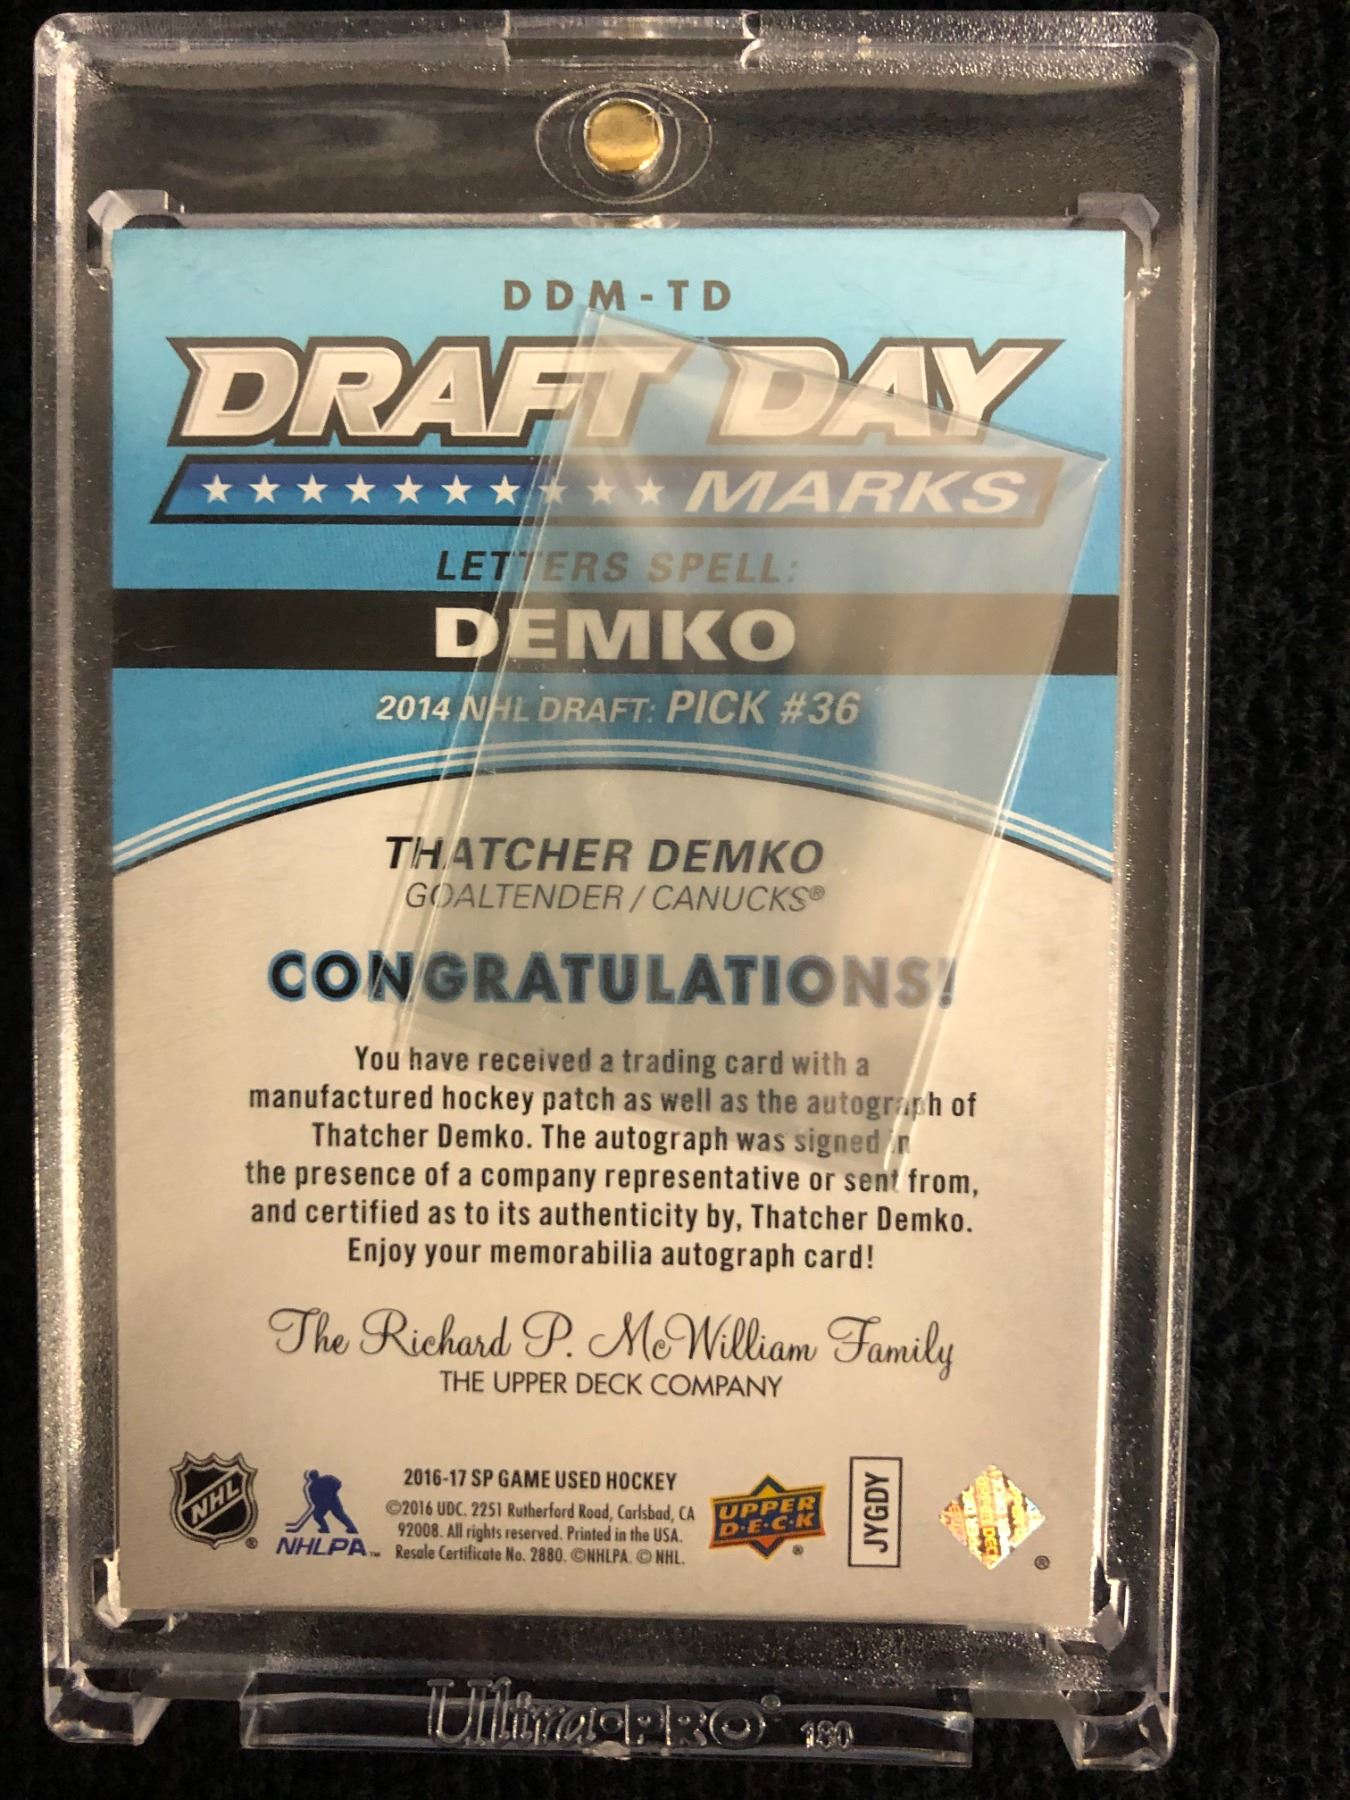 DDM-TD
DRAFT DAY
MARKS
LETTERS SPELL:
DEMKO
2014 NHL DRAFT: PICK #36
THATCHER DEMKO
GOALTENDER / CANUCKS®
CONGRATULATIONS!
You have received a trading card with a
manufactured hockey patch as well as the autograph of
Thatcher Demko. The autograph was signed in
the presence of a company representative or sent from,
and certified as to its authenticity by, Thatcher Demko.
Enjoy your memorabilia autograph card!
The Richard P. McWilliam Family
THE UPPER DECK COMPANY
NHL ®
NHLPA™
2016-17 SP GAME USED HOCKEY
©2016 UDC. 2251 Rutherford Road, Carlsbad, CA
92008. All rights reserved. Printed in the USA.
Resale Certificate No. 2880. ©NHLPA. © NHL.
UPPER
D·E·C·K ®
JYGDY
®
Ultra·PRO® 180